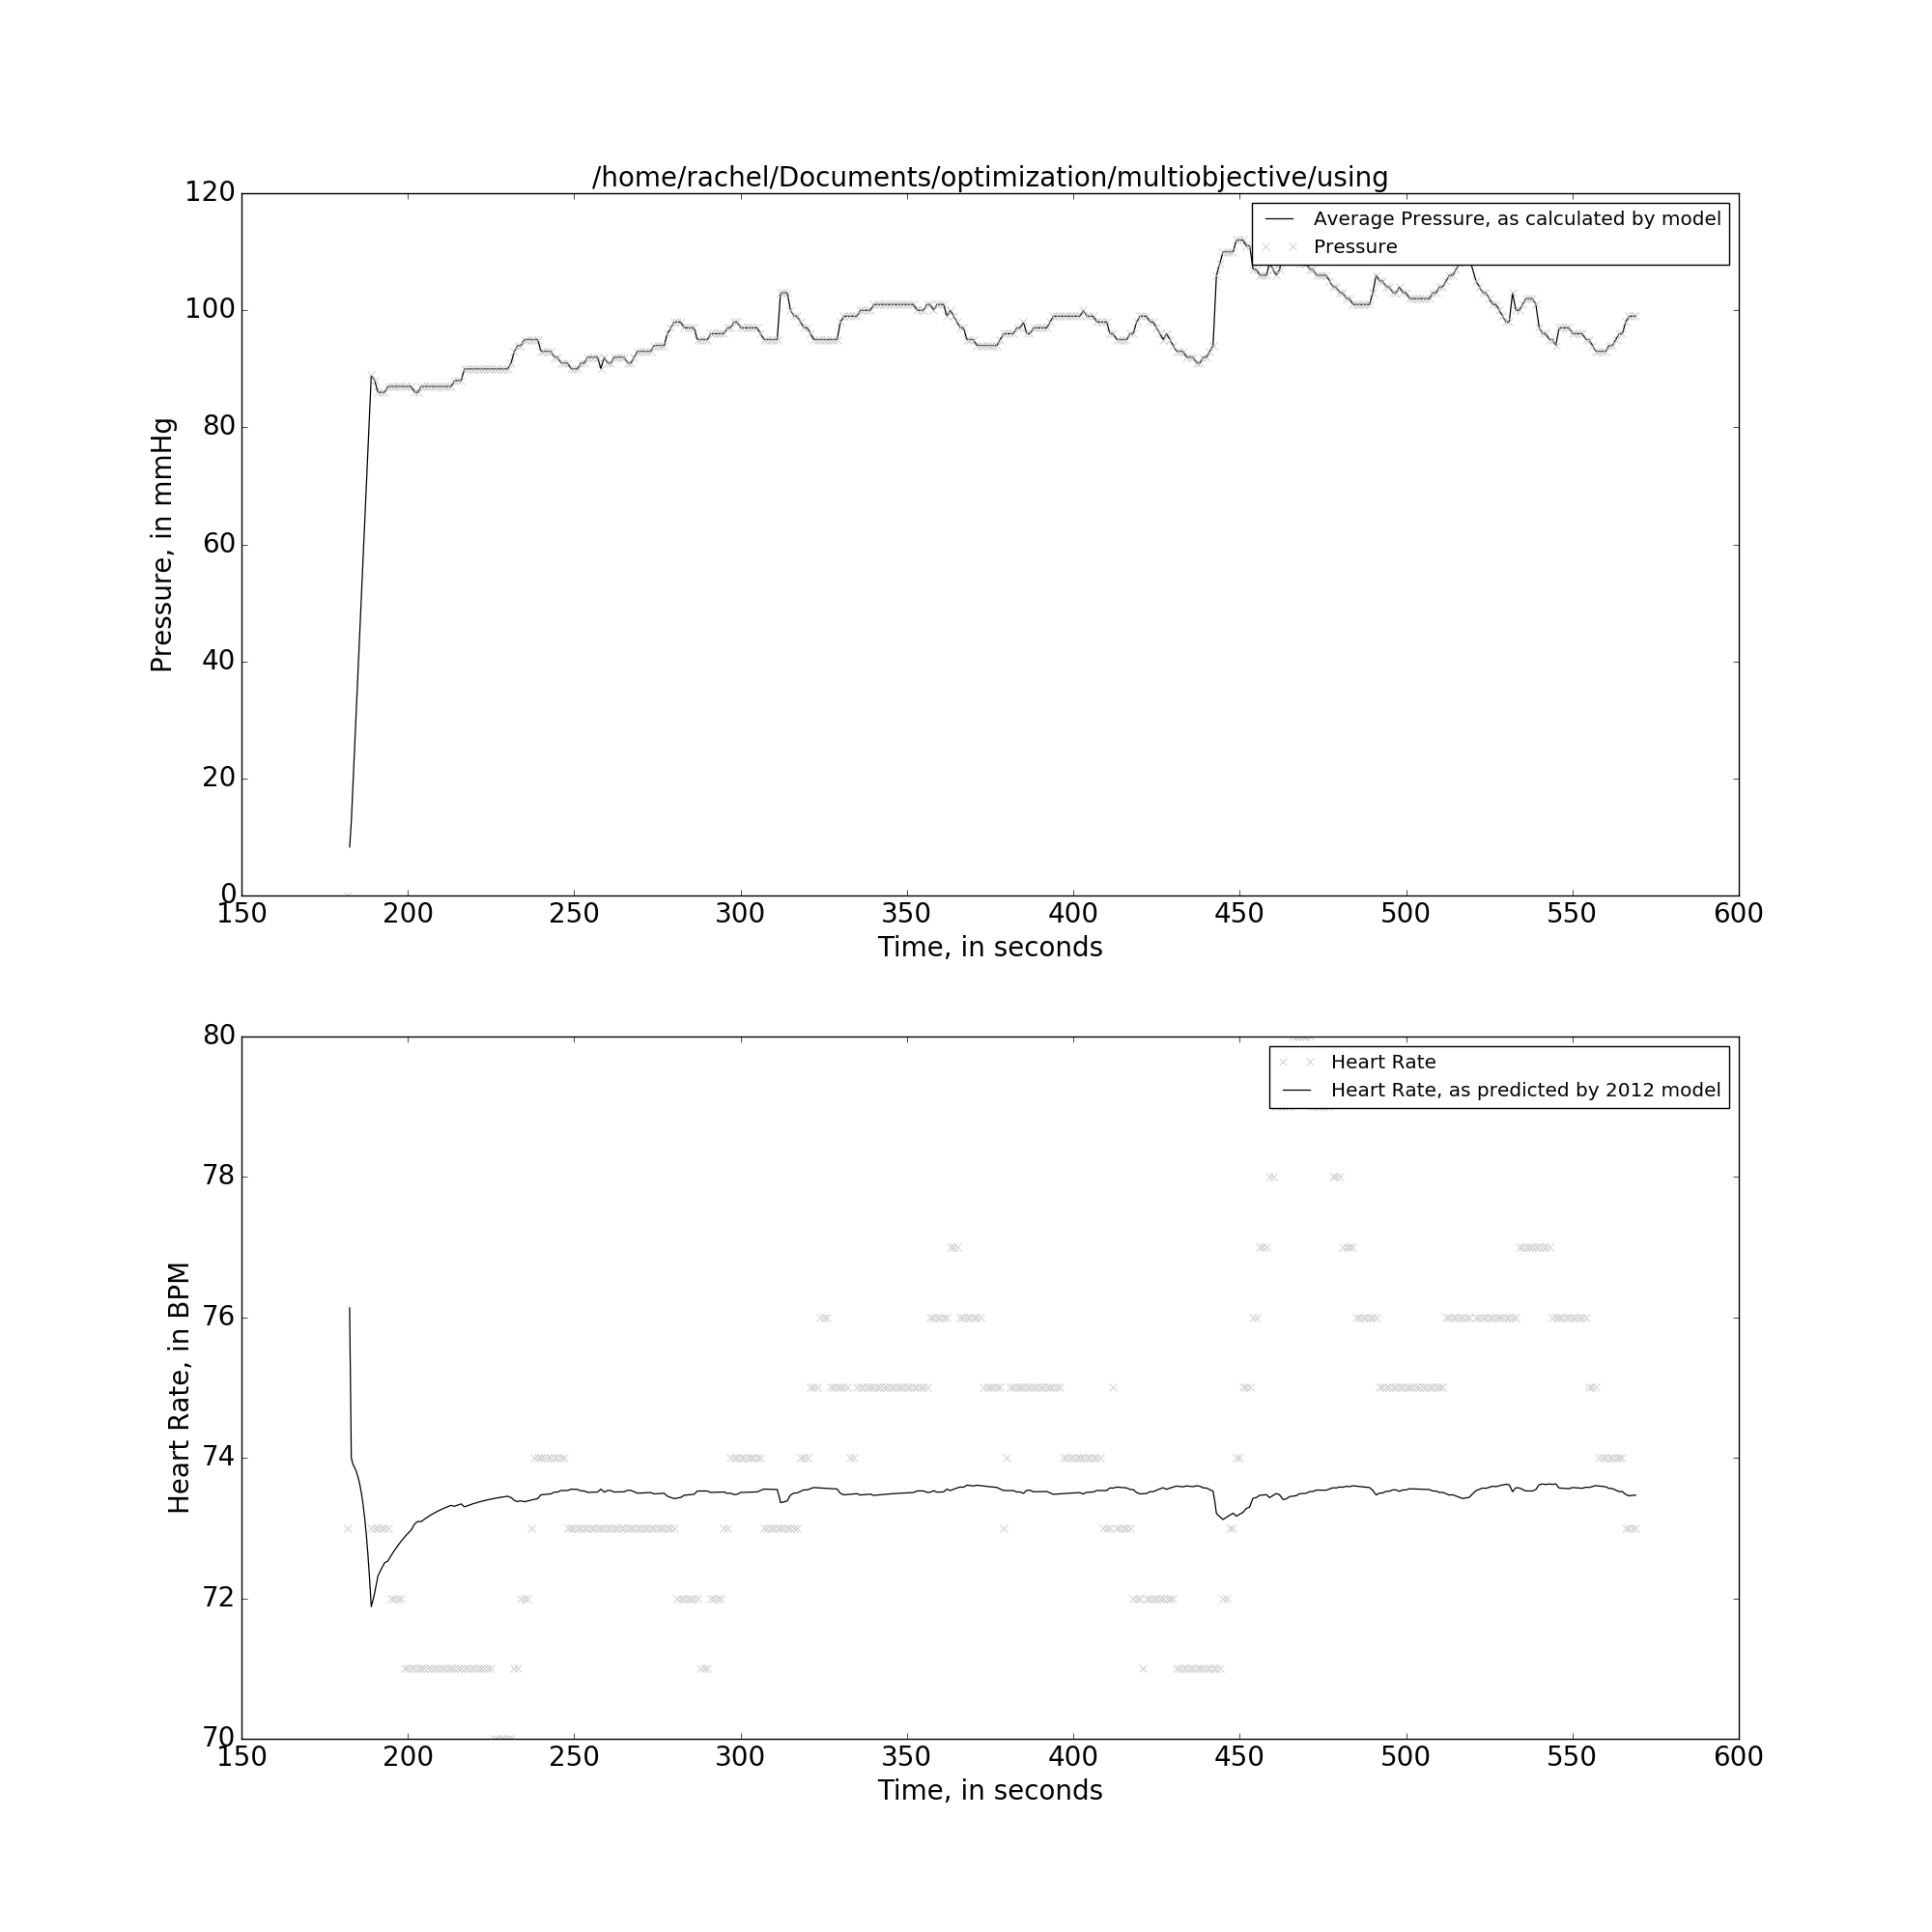 /home/rachel/Documents/optimization/multiobjective/using
120
100
80
60
40
20
0
Pressure, in mmHg
Average Pressure, as calculated by model
Pressure
150 200 250 300 350 400 450 500 550 600
Time, in seconds
80
78
76
74
72
70
Heart Rate, in BPM
Heart Rate
Heart Rate, as predicted by 2012 model
150 200 250 300 350 400 450 500 550 600
Time, in seconds